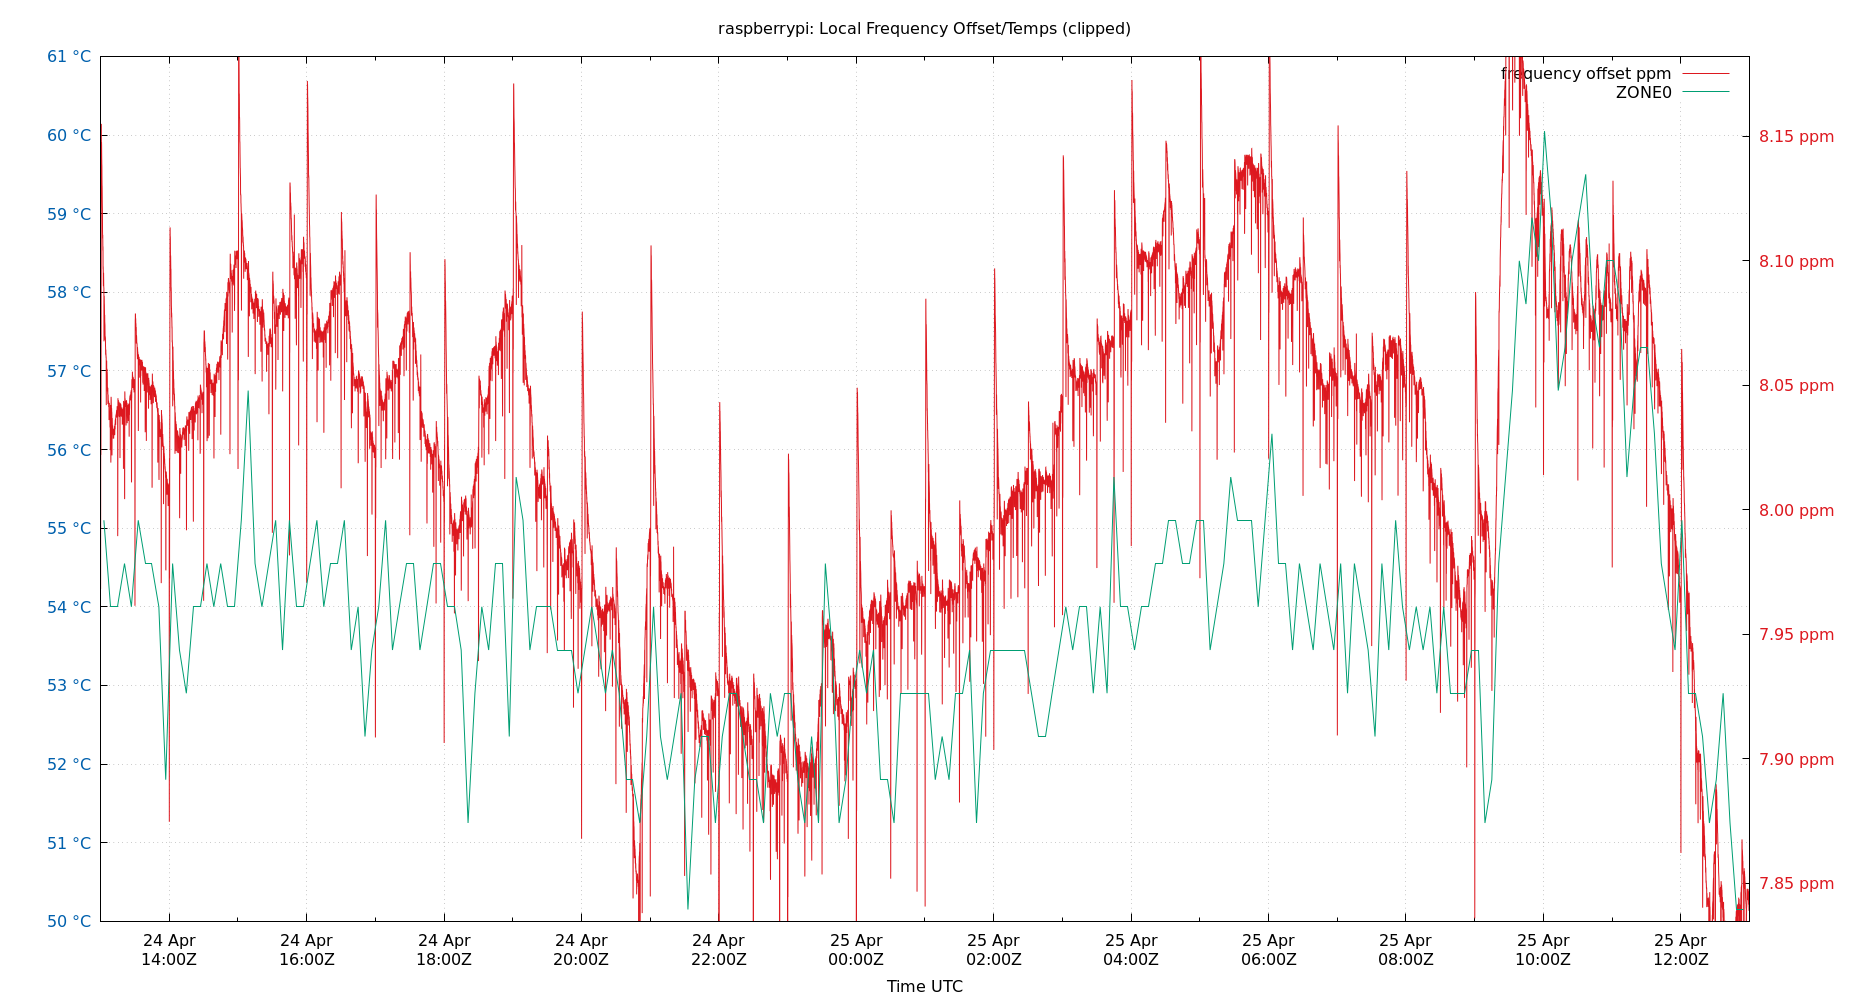 raspberrypi: Local Frequency Offset/Temps (clipped)
61 °C
60 °C
59 °C
58 °C
57 °C
56 °C
55 °C
54 °C
53 °C
52 °C
51 °C
50 °C
frequency offset ppm
ZONE0
8.15 ppm
8.10 ppm
8.05 ppm
8.00 ppm
7.95 ppm
7.90 ppm
7.85 ppm
24 Apr
14:00Z
24 Apr
16:00Z
24 Apr
18:00Z
24 Apr
20:00Z
24 Apr
22:00Z
25 Apr
00:00Z
25 Apr
02:00Z
25 Apr
04:00Z
25 Apr
06:00Z
25 Apr
08:00Z
25 Apr
10:00Z
25 Apr
12:00Z
Time UTC